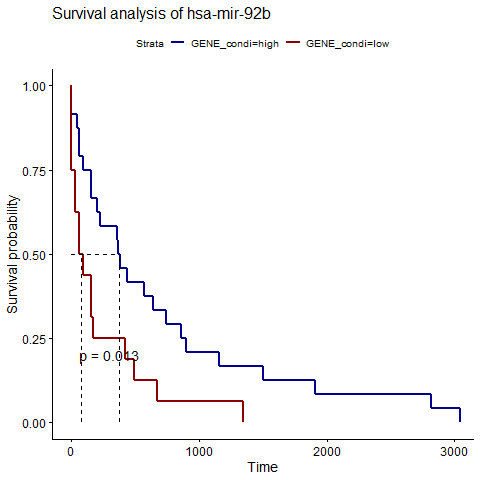 Survival analysis of hsa-mir-92b
Strata GENE_condi=high GENE_condi=low
Survival probability
1.00
0.75
0.50
0.25
0.00
p = 0.043
0 1000 2000 3000
Time